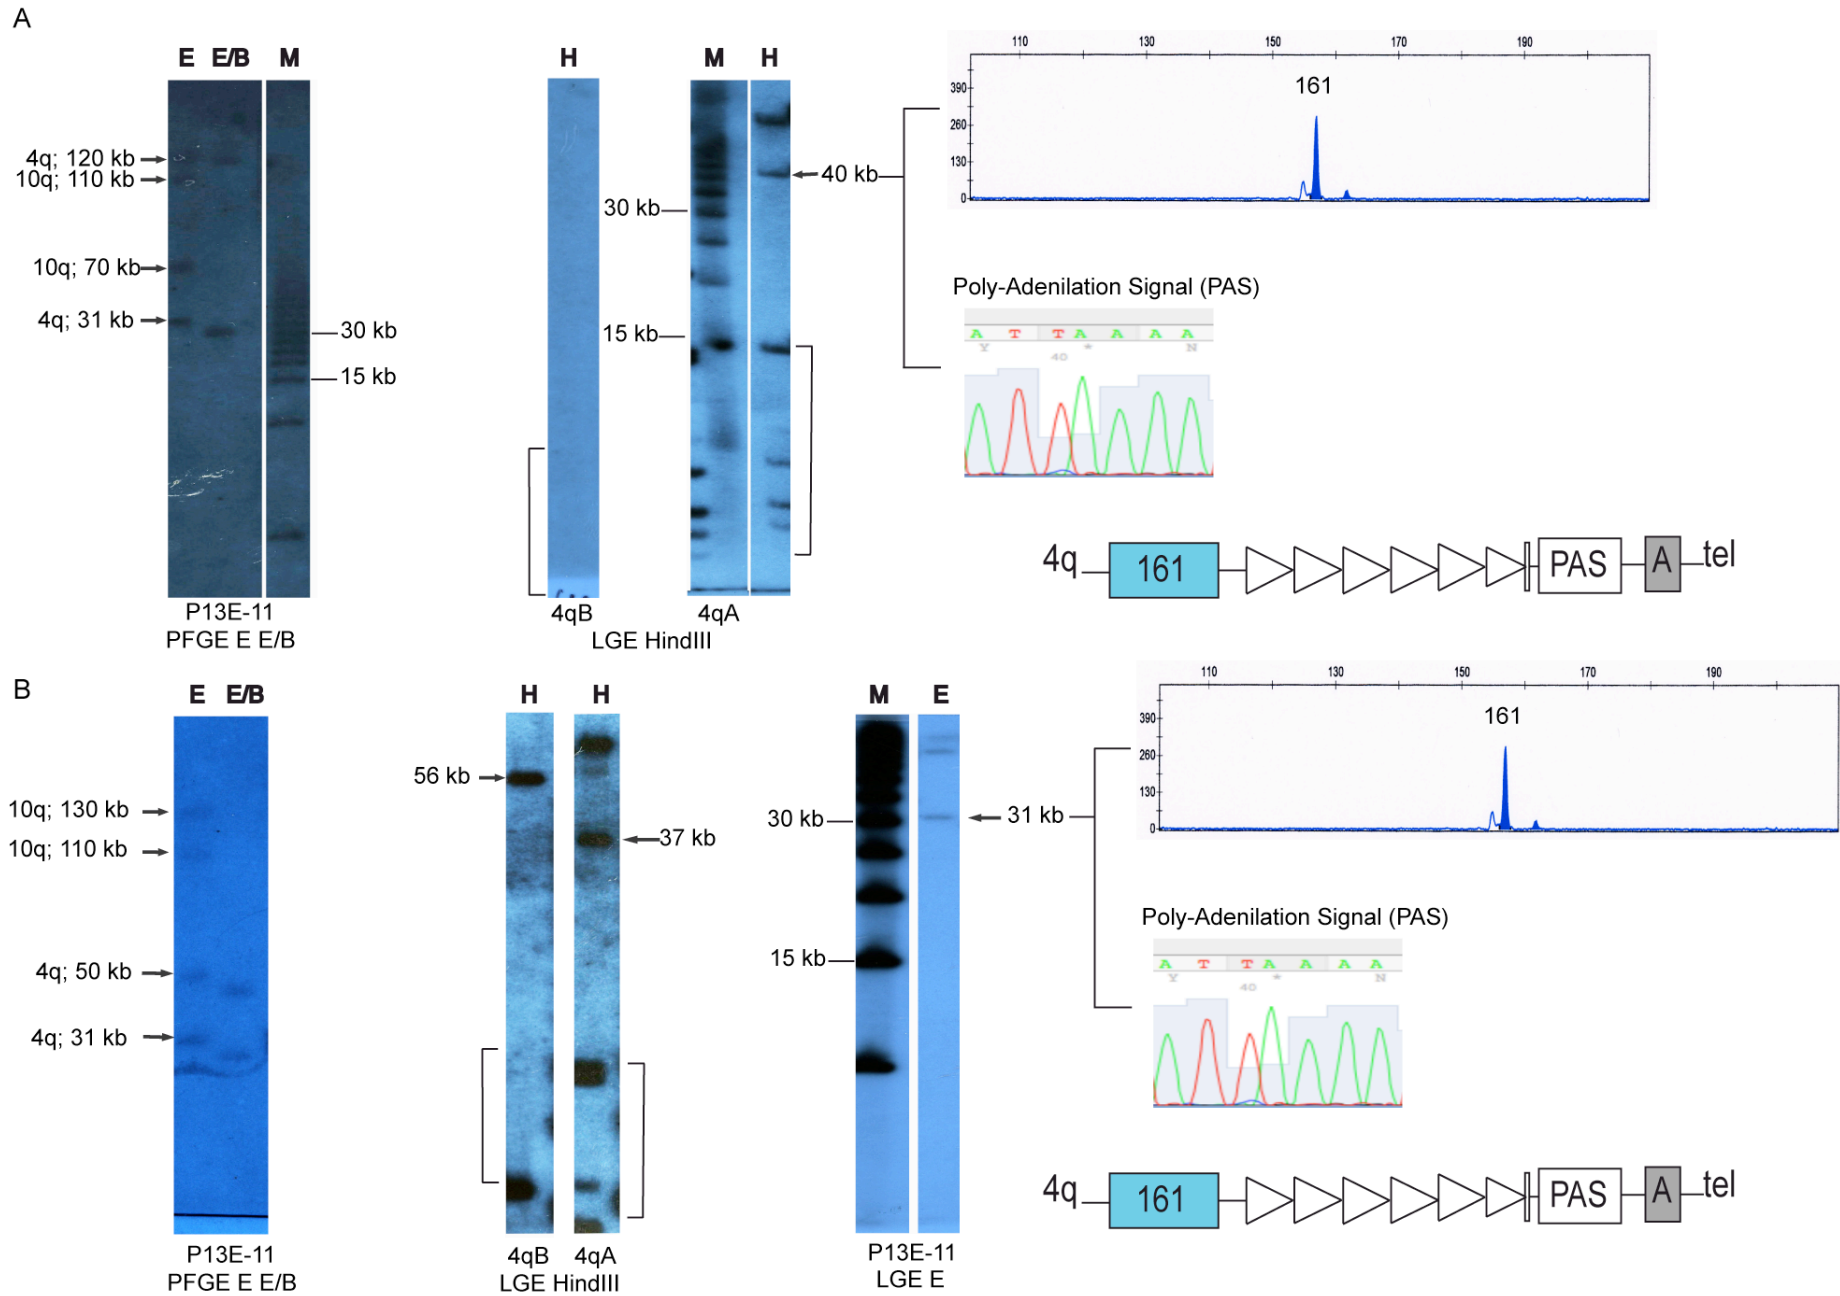 A
E E/B M
4q; 120 kb
10q; 110 kb
10q; 70 kb
4q; 31 kb
30 kb
15 kb
P13E-11
PFGE E E/B
H M H
40 kb
30 kb
15 kb
4qB 4qA
LGE HindIII
110 130 150 170 190
390
260
130
0
161
Poly-Adenilation Signal (PAS)
A T T A A A A
Y * N
40
4q 161 PAS A tel
B
E E/B
10q; 130 kb
10q; 110 kb
4q; 50 kb
4q; 31 kb
P13E-11
PFGE E E/B
H H
56 kb
37 kb
4qB 4qA
LGE HindIII
M E
30 kb
31 kb
15 kb
P13E-11
LGE E
110 130 150 170 190
390
260
130
0
161
Poly-Adenilation Signal (PAS)
A T T A A A A
Y * N
40
4q 161 PAS A tel